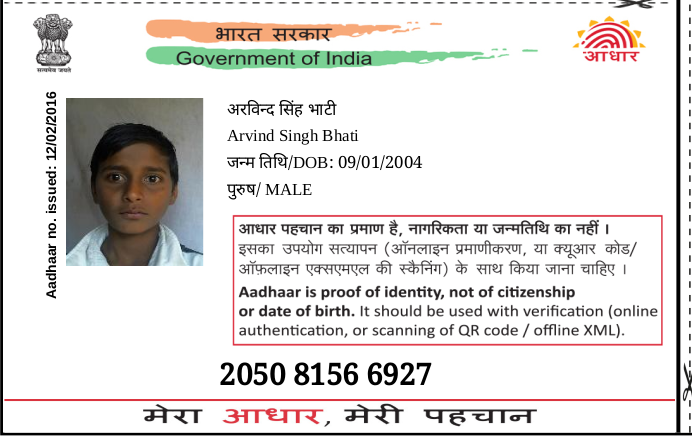 भारत सरकार
Government of India
सत्यमेव जयते
आधार
Aadhaar no. issued: 12/02/2016
अरविन्द सिंह भाटी
Arvind Singh Bhati
जन्म तिथि/DOB: 09/01/2004
पुरुष/ MALE
आधार पहचान का प्रमाण है, नागरिकता या जन्मतिथि का नहीं ।
इसका उपयोग सत्यापन (ऑनलाइन प्रमाणीकरण, या क्यूआर कोड/
ऑफ़लाइन एक्सएमएल की स्कैनिंग) के साथ किया जाना चाहिए ।
Aadhaar is proof of identity, not of citizenship
or date of birth. It should be used with verification (online
authentication, or scanning of QR code / offline XML).
2050 8156 6927
मेरा आधार, मेरी पहचान